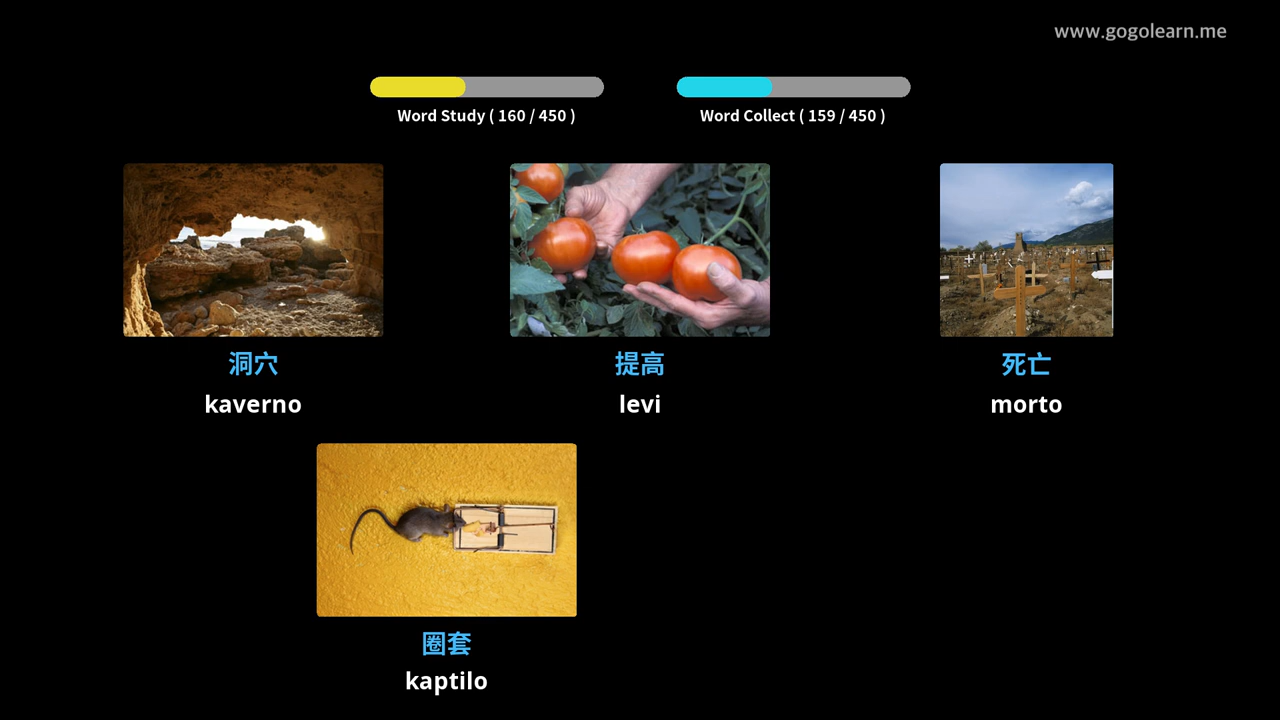 www.gogolearn.me
Word Study ( 160 / 450 )
Word Collect ( 159 / 450 )
洞穴
kaverno
提高
levi
死亡
morto
圈套
kaptilo